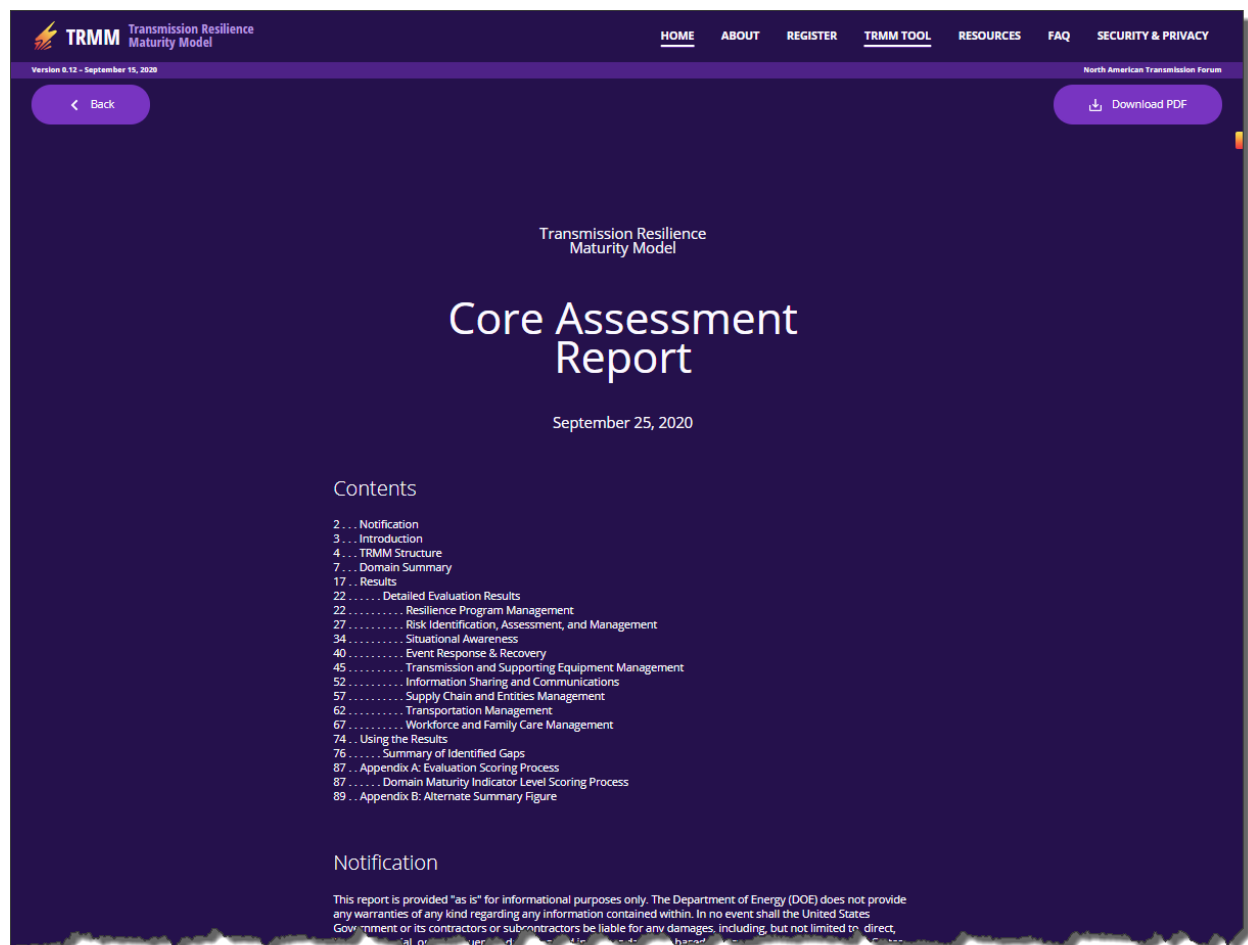 TRMM
Transmission Resilience
Maturity Model
HOME ABOUT REGISTER TRMM TOOL RESOURCES FAQ SECURITY & PRIVACY
Version 0.12 – September 15, 2020
North American Transmission Forum
Back
Download PDF
Transmission Resilience
Maturity Model
Core Assessment
Report
September 25, 2020
Contents
2 . . . Notification
3 . . . Introduction
4 . . . TRMM Structure
7 . . . Domain Summary
17 . . Results
22 . . . . . . Detailed Evaluation Results
22 . . . . . . . . . . Resilience Program Management
27 . . . . . . . . . . Risk Identification, Assessment, and Management
34 . . . . . . . . . . Situational Awareness
40 . . . . . . . . . . Event Response & Recovery
45 . . . . . . . . . . Transmission and Supporting Equipment Management
52 . . . . . . . . . . Information Sharing and Communications
57 . . . . . . . . . . Supply Chain and Entities Management
62 . . . . . . . . . . Transportation Management
67 . . . . . . . . . . Workforce and Family Care Management
74 . . Using the Results
76 . . . . . . Summary of Identified Gaps
87 . . Appendix A: Evaluation Scoring Process
87 . . . . . . Domain Maturity Indicator Level Scoring Process
89 . . Appendix B: Alternate Summary Figure
Notification
This report is provided "as is" for informational purposes only. The Department of Energy (DOE) does not provide
any warranties of any kind regarding any information contained within. In no event shall the United States
Government or its contractors or subcontractors be liable for any damages, including, but not limited to, direct,